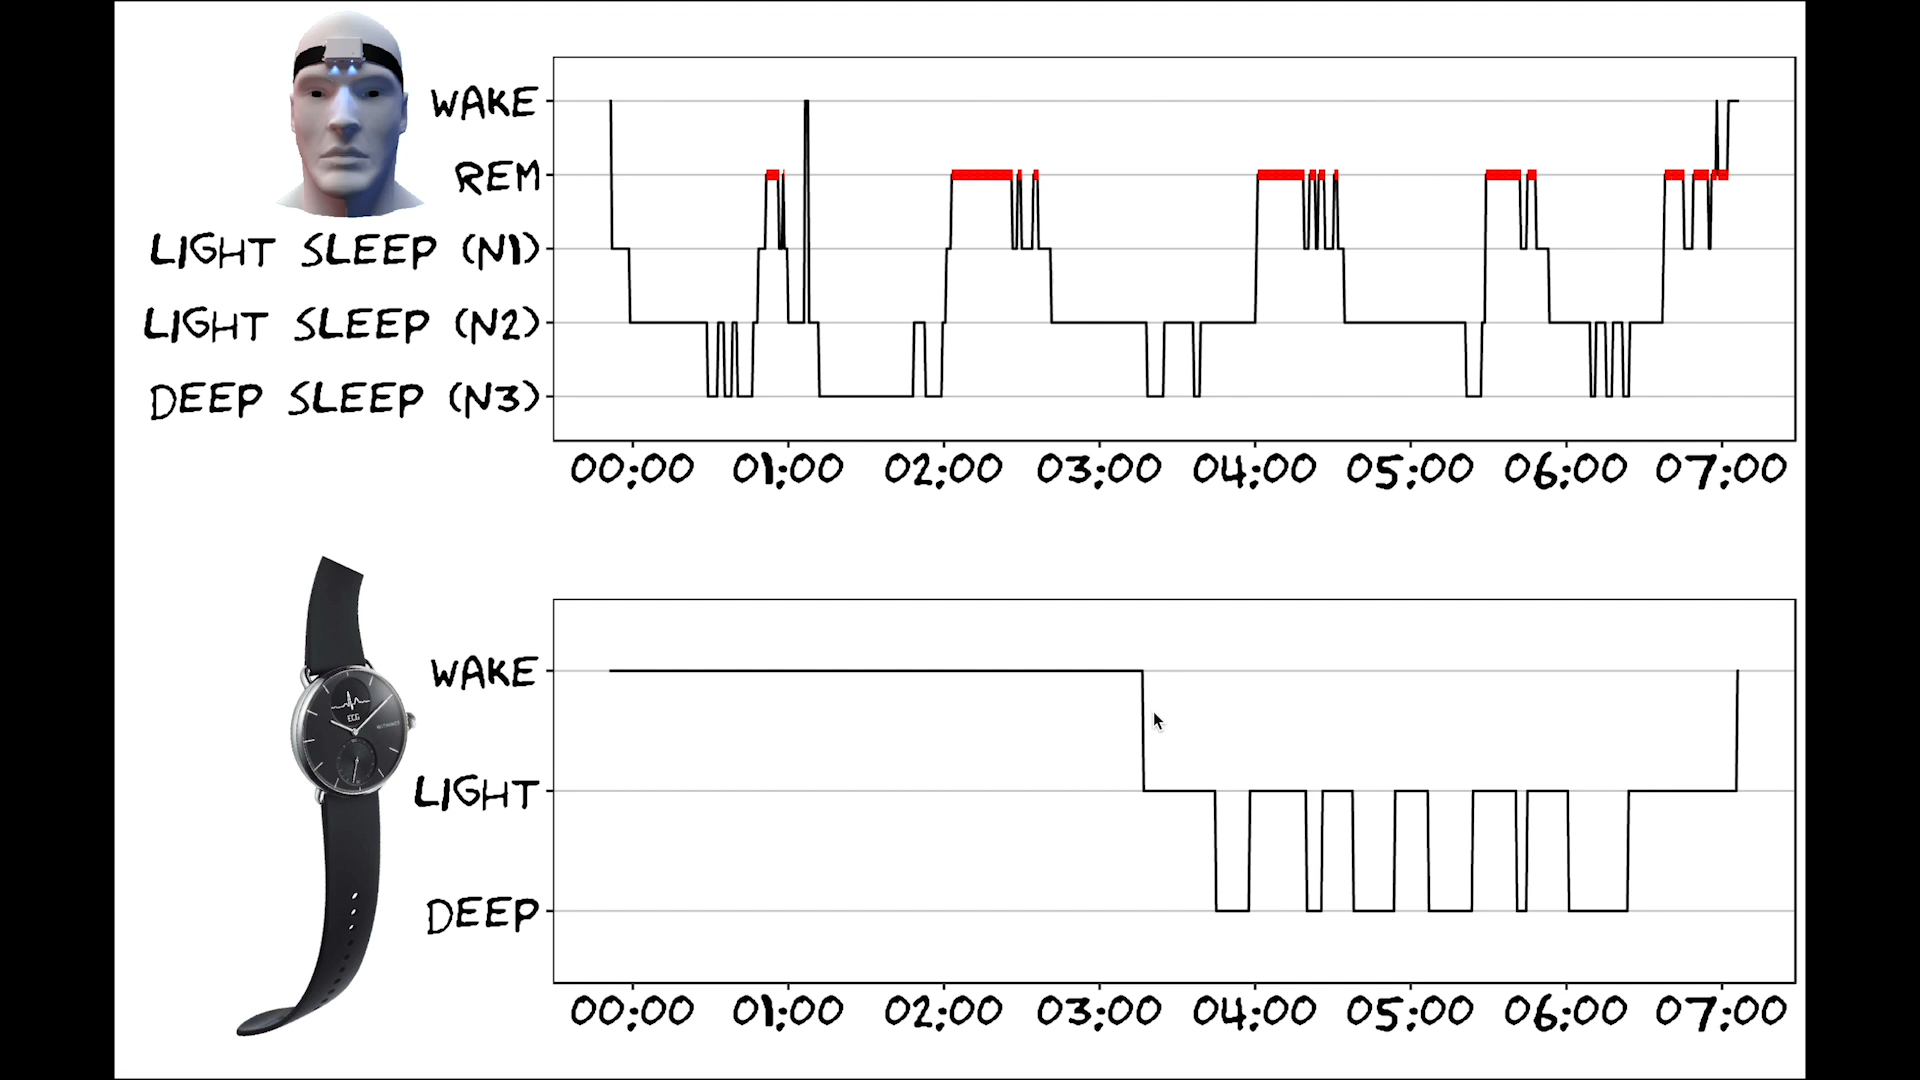 WAKE
REM
LIGHT SLEEP (N1)
LIGHT SLEEP (N2)
DEEP SLEEP (N3)
00:00 01:00 02:00 03:00 04:00 05:00 06:00 07:00
WAKE
ECG
LIGHT
DEEP
00:00 01:00 02:00 03:00 04:00 05:00 06:00 07:00